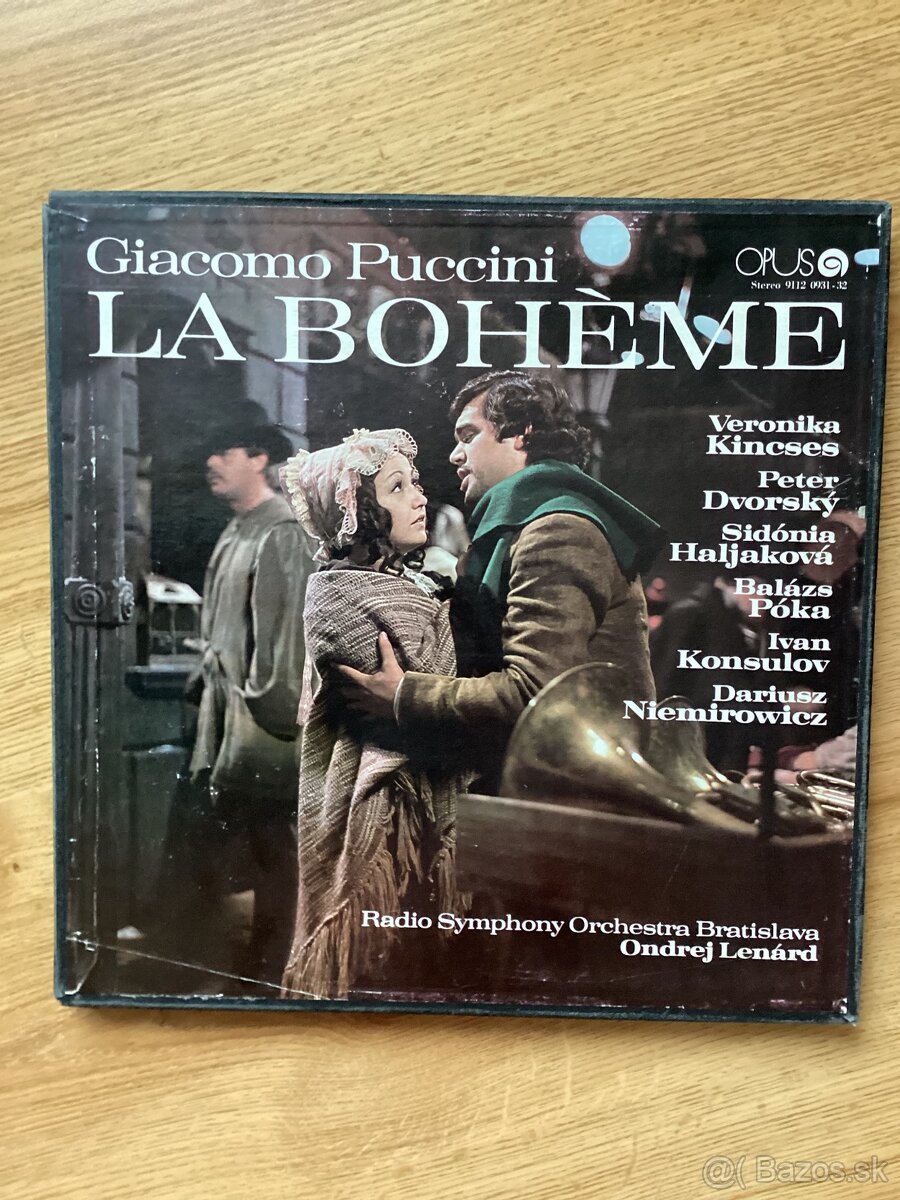 Giacomo Puccini
LA BOHÈME
OPUS
Stereo 9112 0931-32
Veronika
Kincses
Peter
Dvorský
Sidónia
Haljaková
Balázs
Póka
Ivan
Konsulov
Dariusz
Niemirowicz
Radio Symphony Orchestra Bratislava
Ondrej Lenárd
@( Bazos.sk